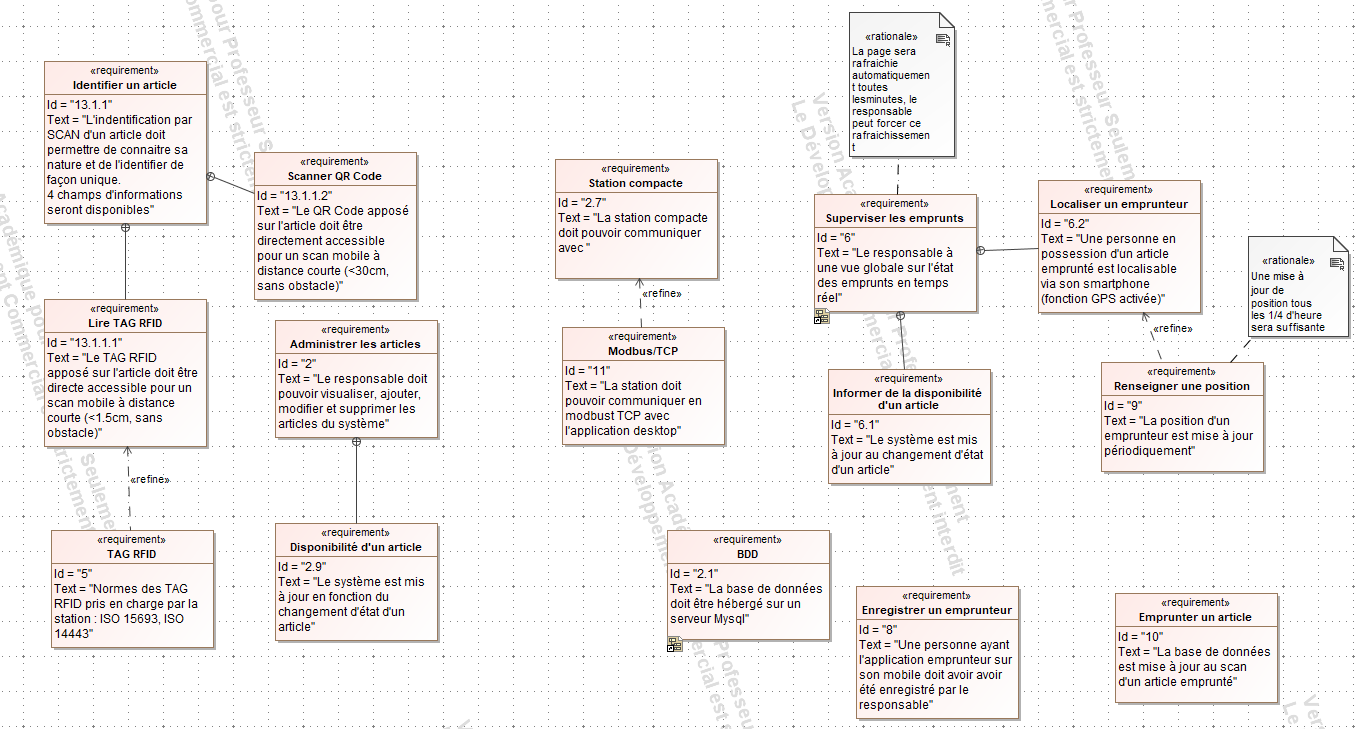 «requirement»
Identifier un article
Id = "13.1.1"
Text = "L'indentification par
SCAN d'un article doit
permettre de connaitre sa
nature et de l'identifier de
façon unique.
4 champs d'informations
seront disponibles"
«requirement»
Scanner QR Code
Id = "13.1.1.2"
Text = "Le QR Code apposé
sur l'article doit être
directement accessible
pour un scan mobile à
distance courte (<30cm,
sans obstacle)"
«requirement»
Lire TAG RFID
Id = "13.1.1.1"
Text = "Le TAG RFID
apposé sur l'article doit être
directe accessible pour un
scan mobile à distance
courte (<1.5cm, sans
obstacle)"
«refine»
«requirement»
TAG RFID
Id = "5"
Text = "Normes des TAG
RFID pris en charge par la
station : ISO 15693, ISO
14443"
«requirement»
Administrer les articles
Id = "2"
Text = "Le responsable doit
pouvoir visualiser, ajouter,
modifier et supprimer les
articles du système"
«requirement»
Disponibilité d'un article
Id = "2.9"
Text = "Le système est mis
à jour en fonction du
changement d'état d'un
article"
«requirement»
Station compacte
Id = "2.7"
Text = "La station compacte
doit pouvoir communiquer
avec "
«refine»
«requirement»
Modbus/TCP
Id = "11"
Text = "La station doit
pouvoir communiquer en
modbust TCP avec
l'application desktop"
«requirement»
BDD
Id = "2.1"
Text = "La base de données
doit être hébergé sur un
serveur Mysql"
«rationale»
La page sera
rafraichie
automatiquemen
t toutes
lesminutes, le
responsable
peut forcer ce
rafraichissemen
t
«requirement»
Superviser les emprunts
Id = "6"
Text = "Le responsable à
une vue globale sur l'état
des emprunts en temps
réel"
«requirement»
Informer de la disponibilité
d'un article
Id = "6.1"
Text = "Le système est mis
à jour au changement d'état
d'un article"
«requirement»
Localiser un emprunteur
Id = "6.2"
Text = "Une personne en
possession d'un article
emprunté est localisable
via son smartphone
(fonction GPS activée)"
«rationale»
Une mise à
jour de
position tous
les 1/4 d'heure
sera suffisante
«refine»
«requirement»
Renseigner une position
Id = "9"
Text = "La position d'un
emprunteur est mise à jour
périodiquement"
«requirement»
Enregistrer un emprunteur
Id = "8"
Text = "Une personne ayant
l'application emprunteur sur
son mobile doit avoir avoir
été enregistré par le
responsable"
«requirement»
Emprunter un article
Id = "10"
Text = "La base de données
est mise à jour au scan
d'un article emprunté"